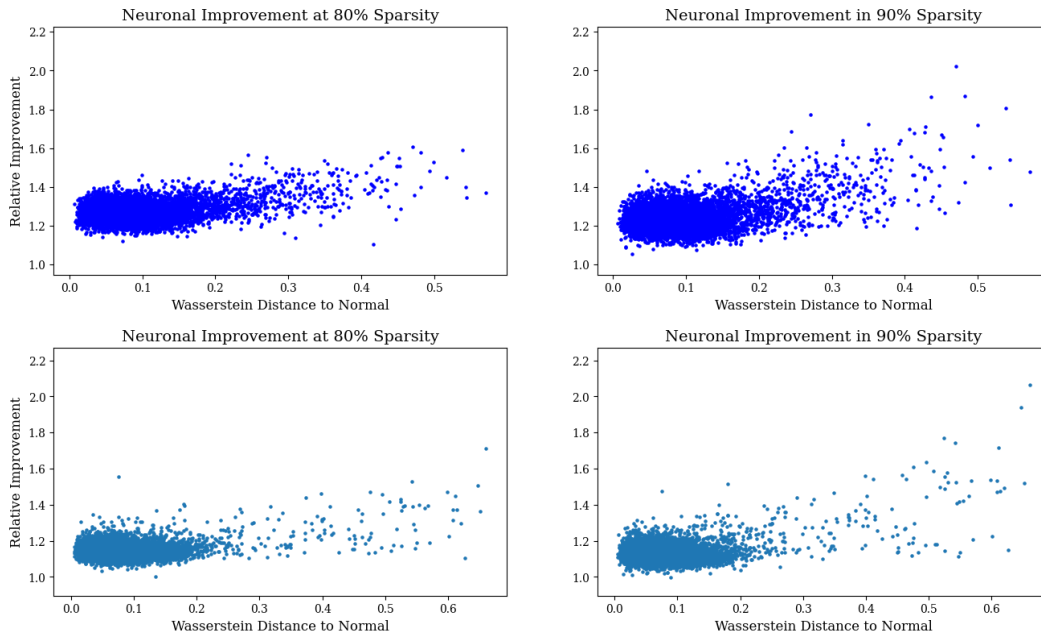 Neuronal Improvement at 80% Sparsity
2.2
2.0
1.8
1.6
1.4
1.2
1.0
Relative Improvement
0.0 0.1 0.2 0.3 0.4 0.5
Wasserstein Distance to Normal
Neuronal Improvement in 90% Sparsity
2.2
2.0
1.8
1.6
1.4
1.2
1.0
0.0 0.1 0.2 0.3 0.4 0.5
Wasserstein Distance to Normal
Neuronal Improvement at 80% Sparsity
2.2
2.0
1.8
1.6
1.4
1.2
1.0
Relative Improvement
0.0 0.1 0.2 0.3 0.4 0.5 0.6
Wasserstein Distance to Normal
Neuronal Improvement in 90% Sparsity
2.2
2.0
1.8
1.6
1.4
1.2
1.0
0.0 0.1 0.2 0.3 0.4 0.5 0.6
Wasserstein Distance to Normal